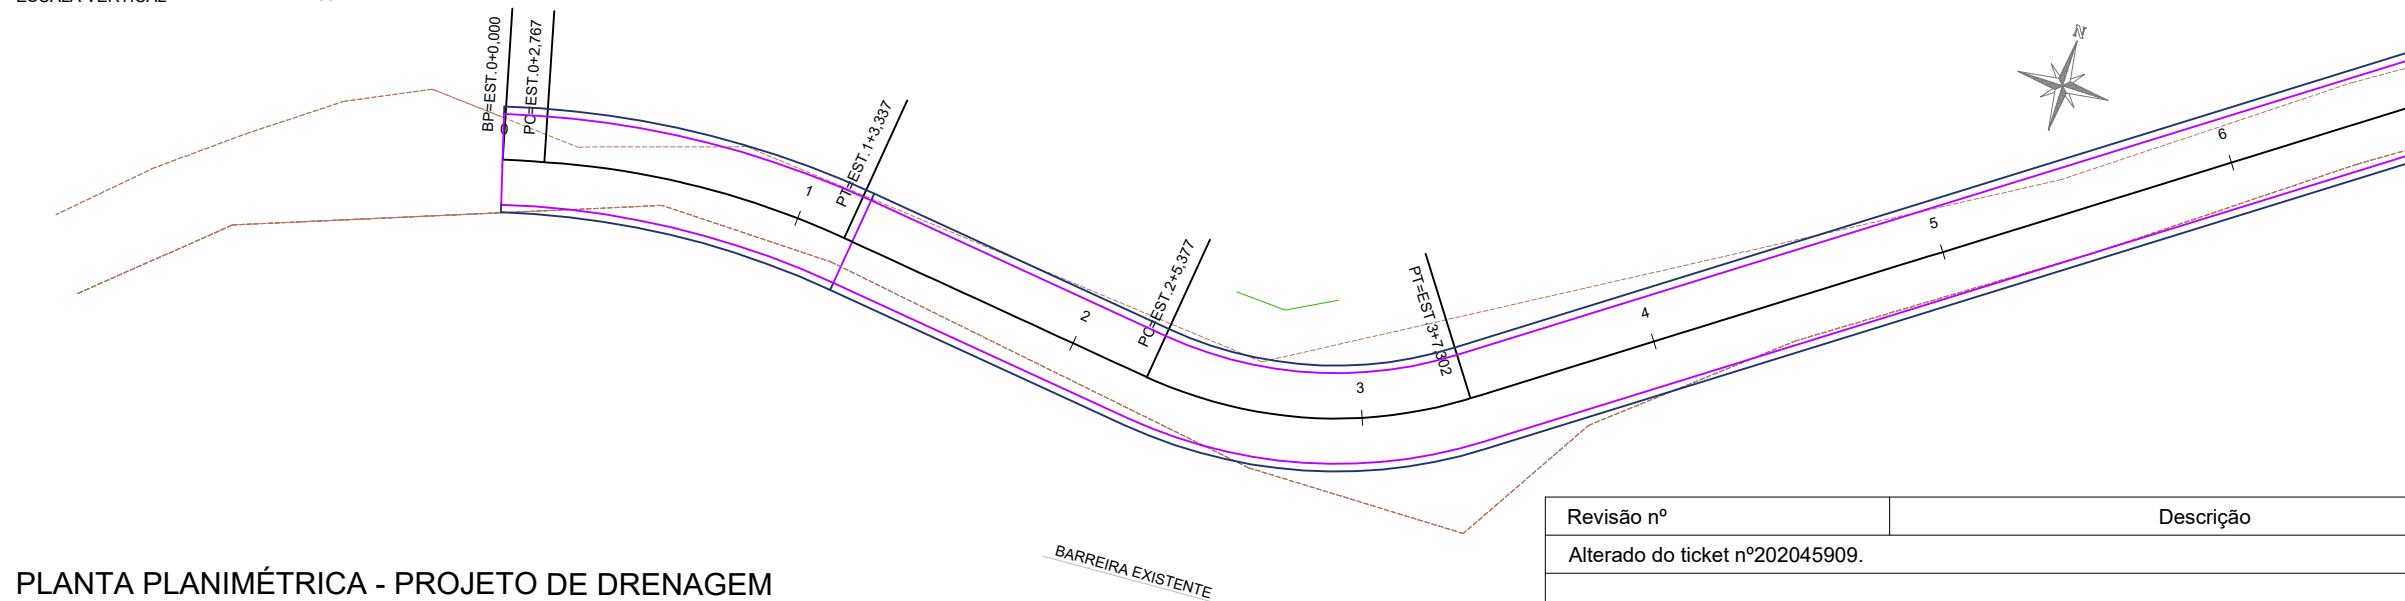 BP=EST.0+0,000
PC=EST.0+2,767
0
1
PT=EST.1+3,337
2
PC=EST.2+5,377
3
PT=EST.3+7,302
4
5
6
N
Revisão nº Descrição
Alterado do ticket nº202045909.
BARREIRA EXISTENTE
PLANTA PLANIMÉTRICA - PROJETO DE DRENAGEM